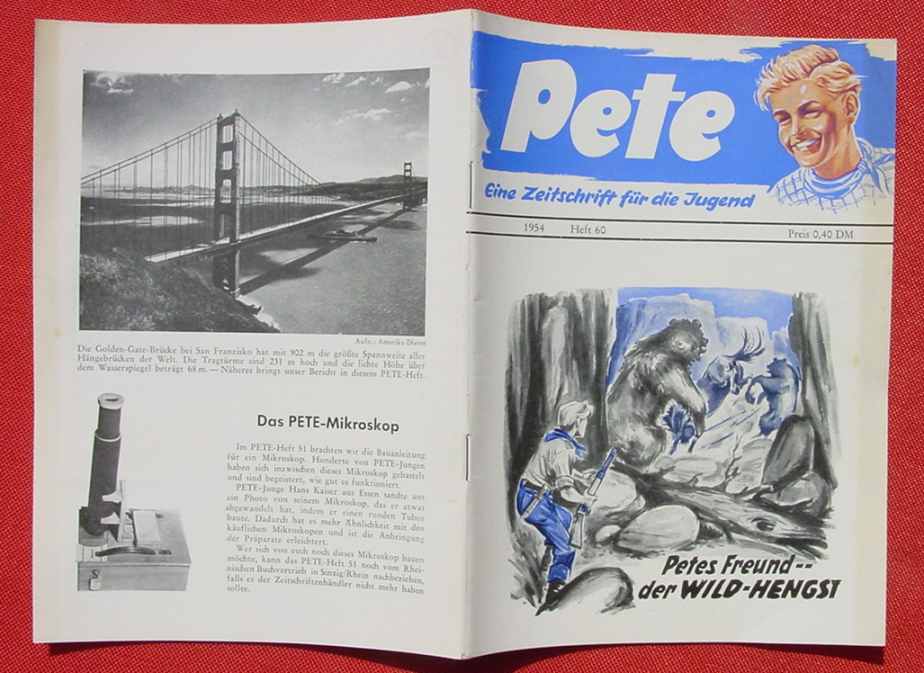 Aufn.: Amerika Dienst
Die Golden-Gate-Brücke bei San Franzisko hat mit 902 m die größte Spannweite aller
Hängebrücken der Welt. Die Tragtürme sind 231 m hoch und die lichte Höhe über
dem Wasserspiegel beträgt 68 m. — Näheres bringt unser Bericht in diesem PETE-Heft.
Das PETE-Mikroskop
Im PETE-Heft 51 brachten wir die Bauanleitung
für ein Mikroskop. Hunderte von PETE-Jungen
haben sich inzwischen dieses Mikroskop gebastelt
und sind begeistert, wie gut es funktioniert.
PETE-Junge Hans Kaiser aus Essen sandte uns
ein Photo von seinem Mikroskop, das er etwas
abgewandelt hat, indem er einen runden Tubus
baute. Dadurch hat es mehr Ähnlichkeit mit den
käuflichen Mikroskopen und ist die Anbringung
der Präparate erleichtert.
Wer sich von euch noch dieses Mikroskop bauen
möchte, kann das PETE-Heft 51 noch vom Rhei-
nischen Buchvertrieb in Sinzig/Rhein nachbeziehen,
falls es der Zeitschriftenhändler nicht mehr haben
sollte.
Pete
Eine Zeitschrift für die Jugend
1954 Heft 60 Preis 0,40 DM
Petes Freund--
der WILD-HENGST